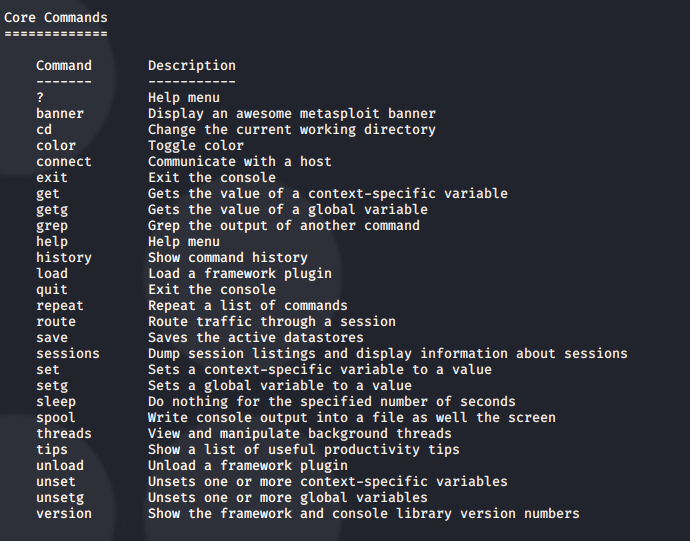 Core Commands
=============
Command Description
------- -----------
? Help menu
banner Display an awesome metasploit banner
cd Change the current working directory
color Toggle color
connect Communicate with a host
exit Exit the console
get Gets the value of a context-specific variable
getg Gets the value of a global variable
grep Grep the output of another command
help Help menu
history Show command history
load Load a framework plugin
quit Exit the console
repeat Repeat a list of commands
route Route traffic through a session
save Saves the active datastores
sessions Dump session listings and display information about sessions
set Sets a context-specific variable to a value
setg Sets a global variable to a value
sleep Do nothing for the specified number of seconds
spool Write console output into a file as well the screen
threads View and manipulate background threads
tips Show a list of useful productivity tips
unload Unload a framework plugin
unset Unsets one or more context-specific variables
unsetg Unsets one or more global variables
version Show the framework and console library version numbers